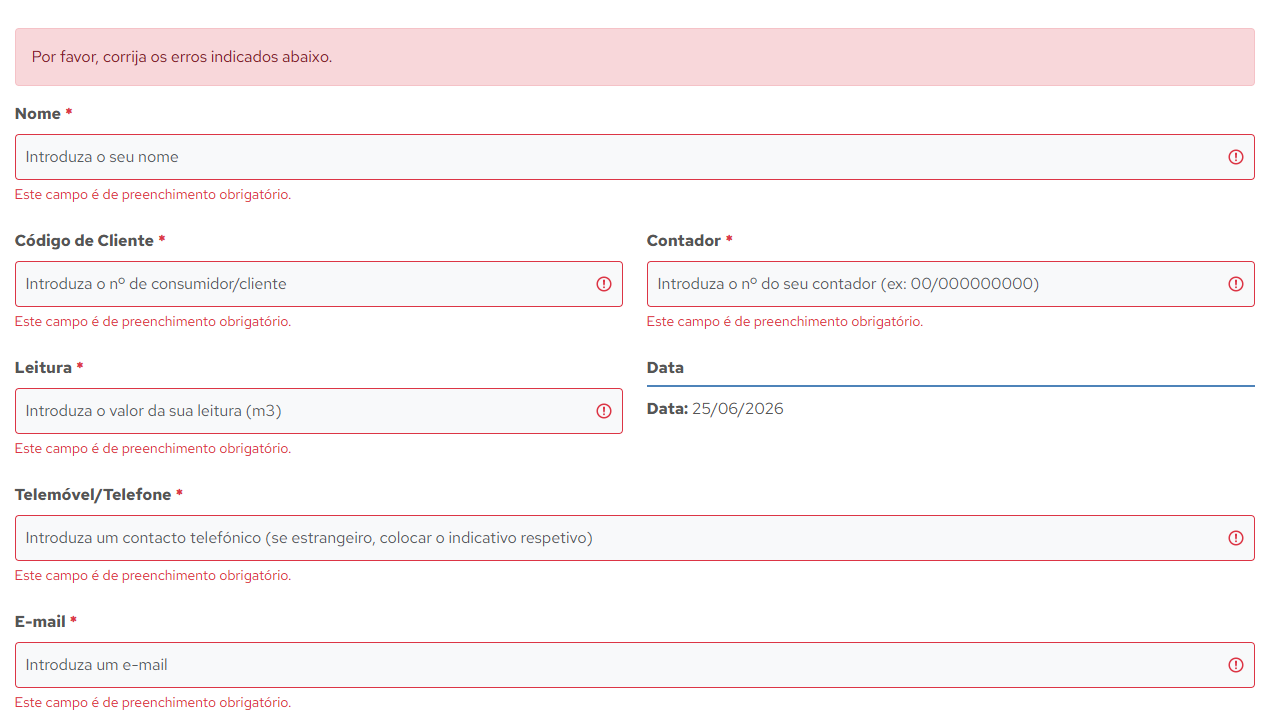 Por favor, corrija os erros indicados abaixo.
Nome *
Introduza o seu nome
Este campo é de preenchimento obrigatório.
Código de Cliente *
Introduza o nº de consumidor/cliente
Este campo é de preenchimento obrigatório.
Contador *
Introduza o nº do seu contador (ex: 00/000000000)
Este campo é de preenchimento obrigatório.
Leitura *
Introduza o valor da sua leitura (m3)
Este campo é de preenchimento obrigatório.
Data
Data: 25/06/2026
Telemóvel/Telefone *
Introduza um contacto telefónico (se estrangeiro, colocar o indicativo respetivo)
Este campo é de preenchimento obrigatório.
E-mail *
Introduza um e-mail
Este campo é de preenchimento obrigatório.